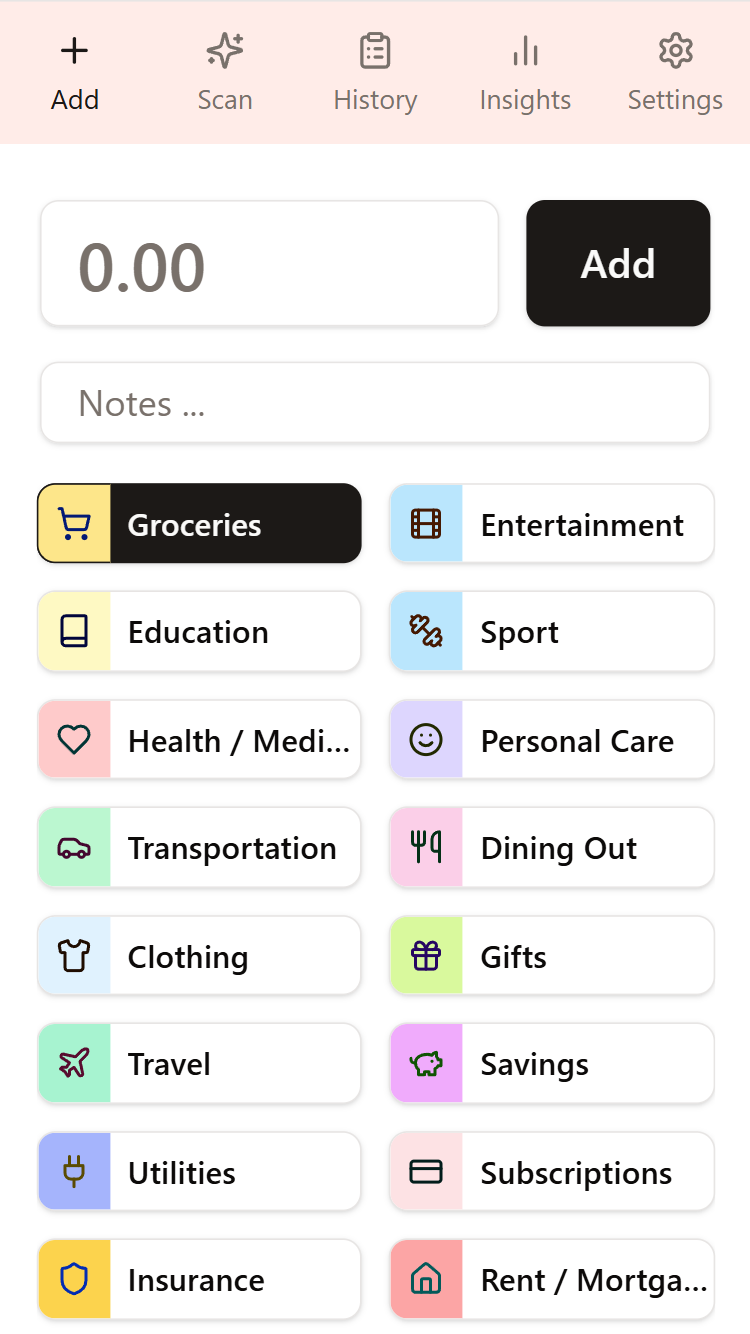 Add
Scan
History
Insights
Settings
0.00
Add
Notes ...
Groceries
Entertainment
Education
Sport
Health / Medi...
Personal Care
Transportation
Dining Out
Clothing
Gifts
Travel
Savings
Utilities
Subscriptions
Insurance
Rent / Mortga...